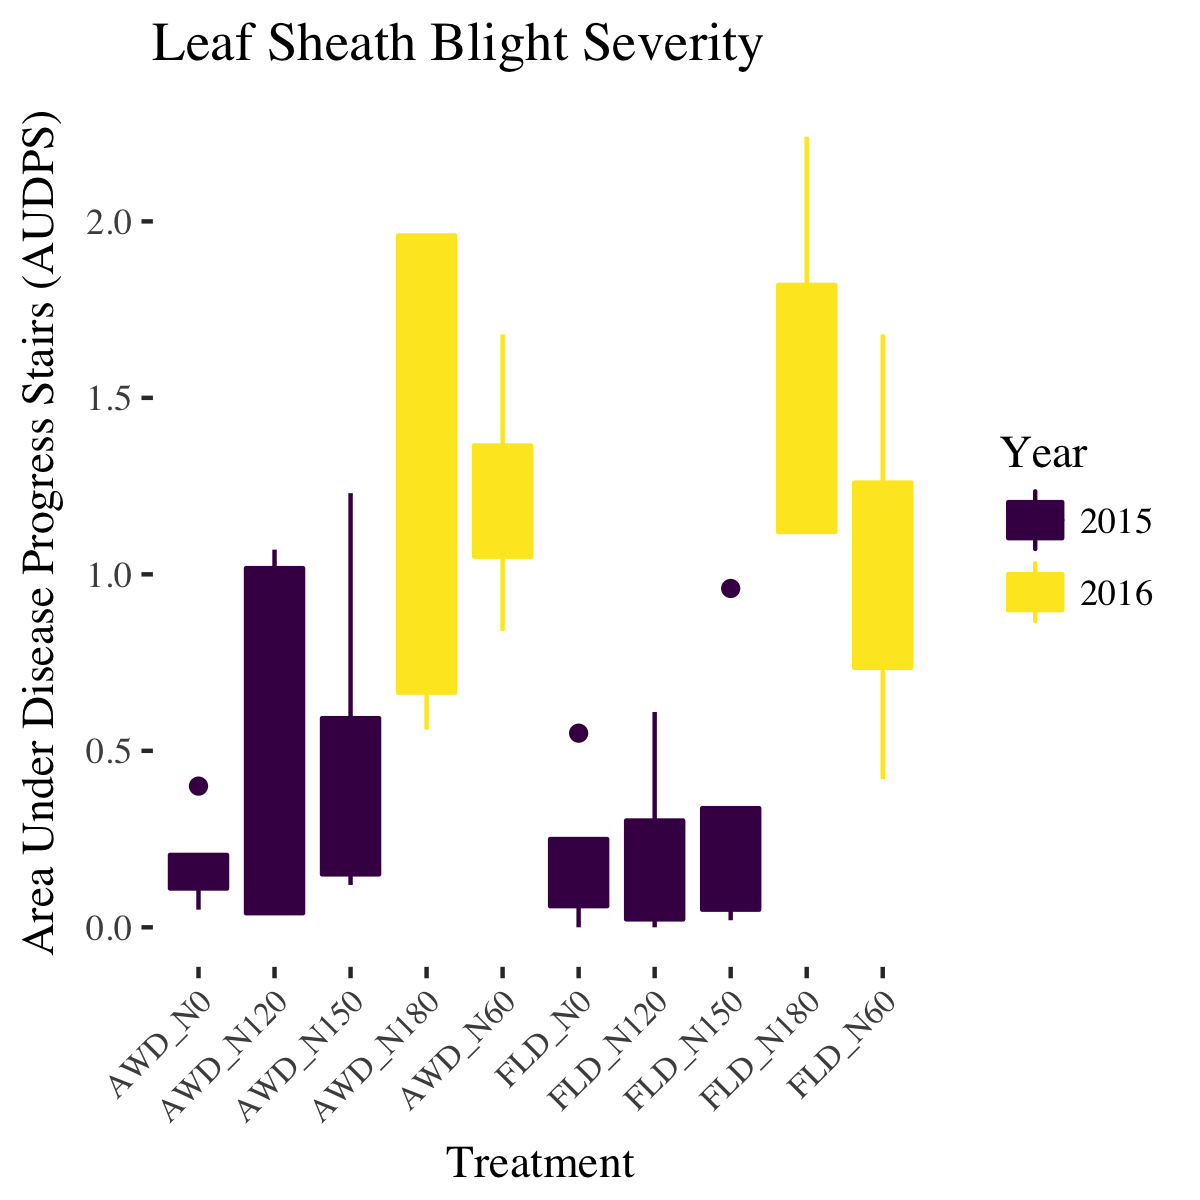 Leaf Sheath Blight Severity
Area Under Disease Progress Stairs (AUDPS)
2.0
1.5
1.0
0.5
0.0
AWD_N0
AWD_N120
AWD_N150
AWD_N180
AWD_N60
FLD_N0
FLD_N120
FLD_N150
FLD_N180
FLD_N60
Treatment
Year
2015
2016